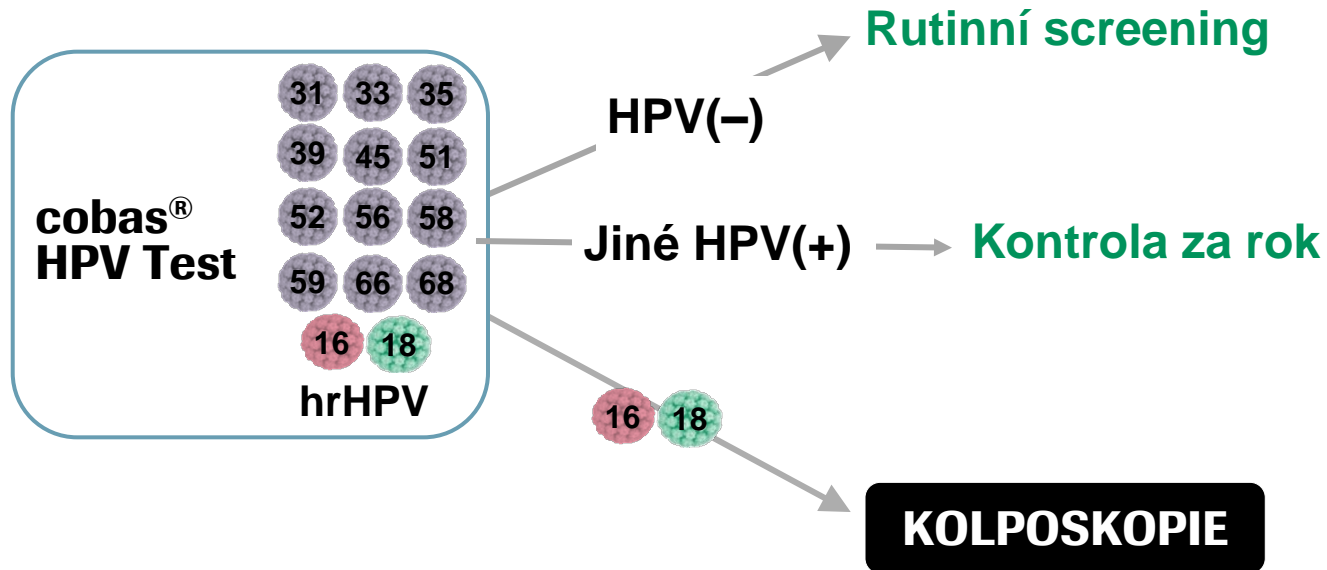 Rutinní screening
31 33 35
HPV(–)
39 45 51
cobas®
HPV Test
52 56 58
Jiné HPV(+)
Kontrola za rok
59 66 68
16 18
hrHPV
16 18
KOLPOSKOPIE